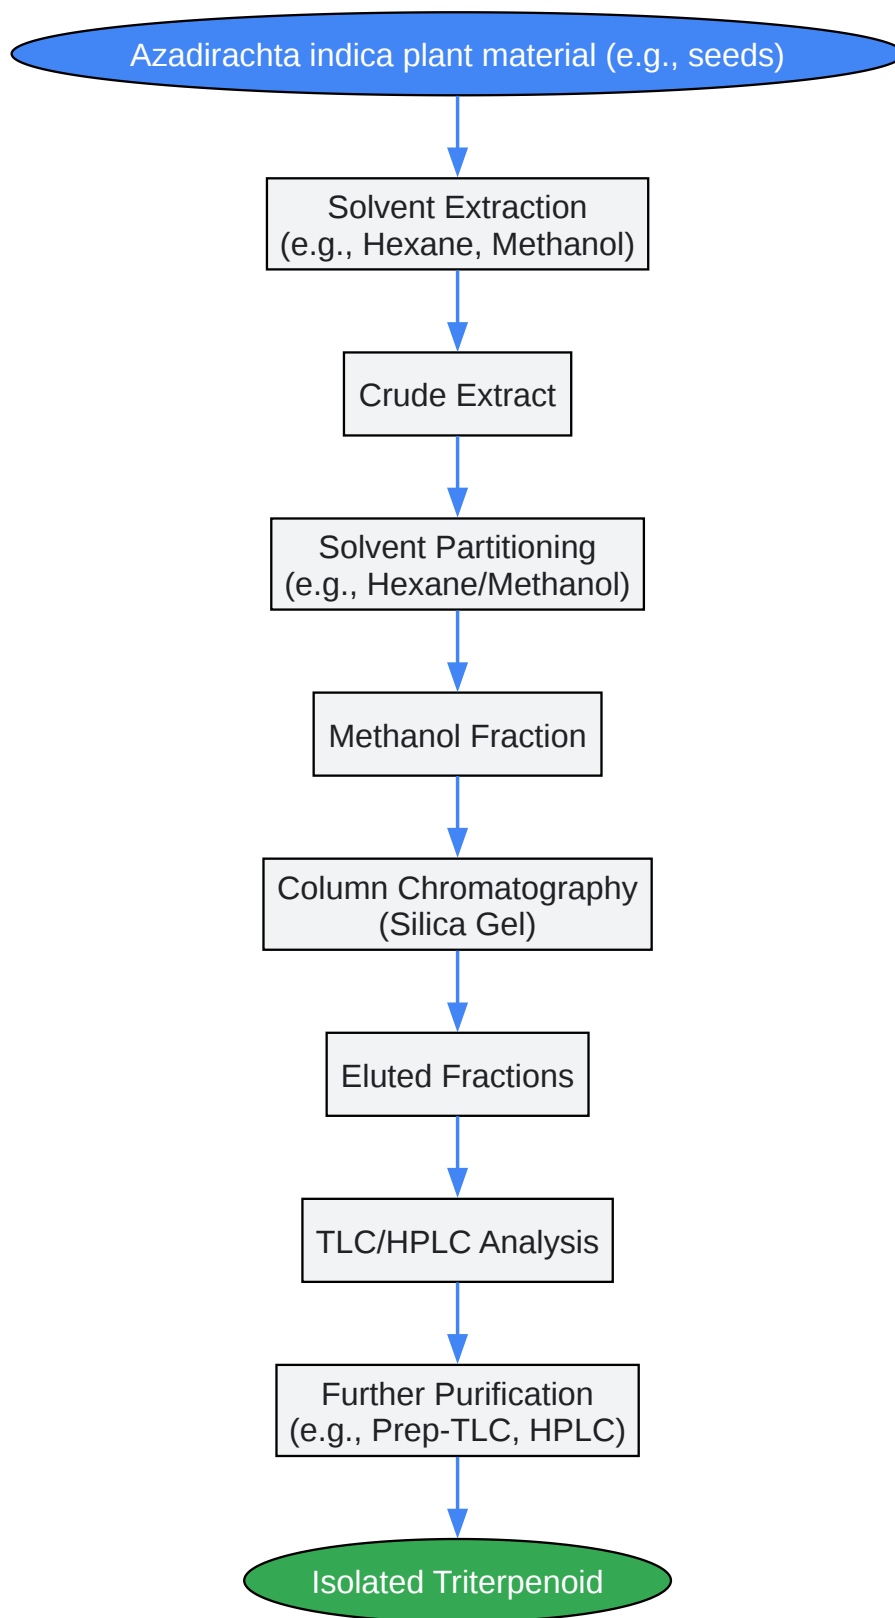 Azadirachta indica plant material (e.g., seeds)
Solvent Extraction
(e.g., Hexane, Methanol)
Crude Extract
Solvent Partitioning
(e.g., Hexane/Methanol)
Methanol Fraction
Column Chromatography
(Silica Gel)
Eluted Fractions
TLC/HPLC Analysis
Further Purification
(e.g., Prep-TLC, HPLC)
Isolated Triterpenoid